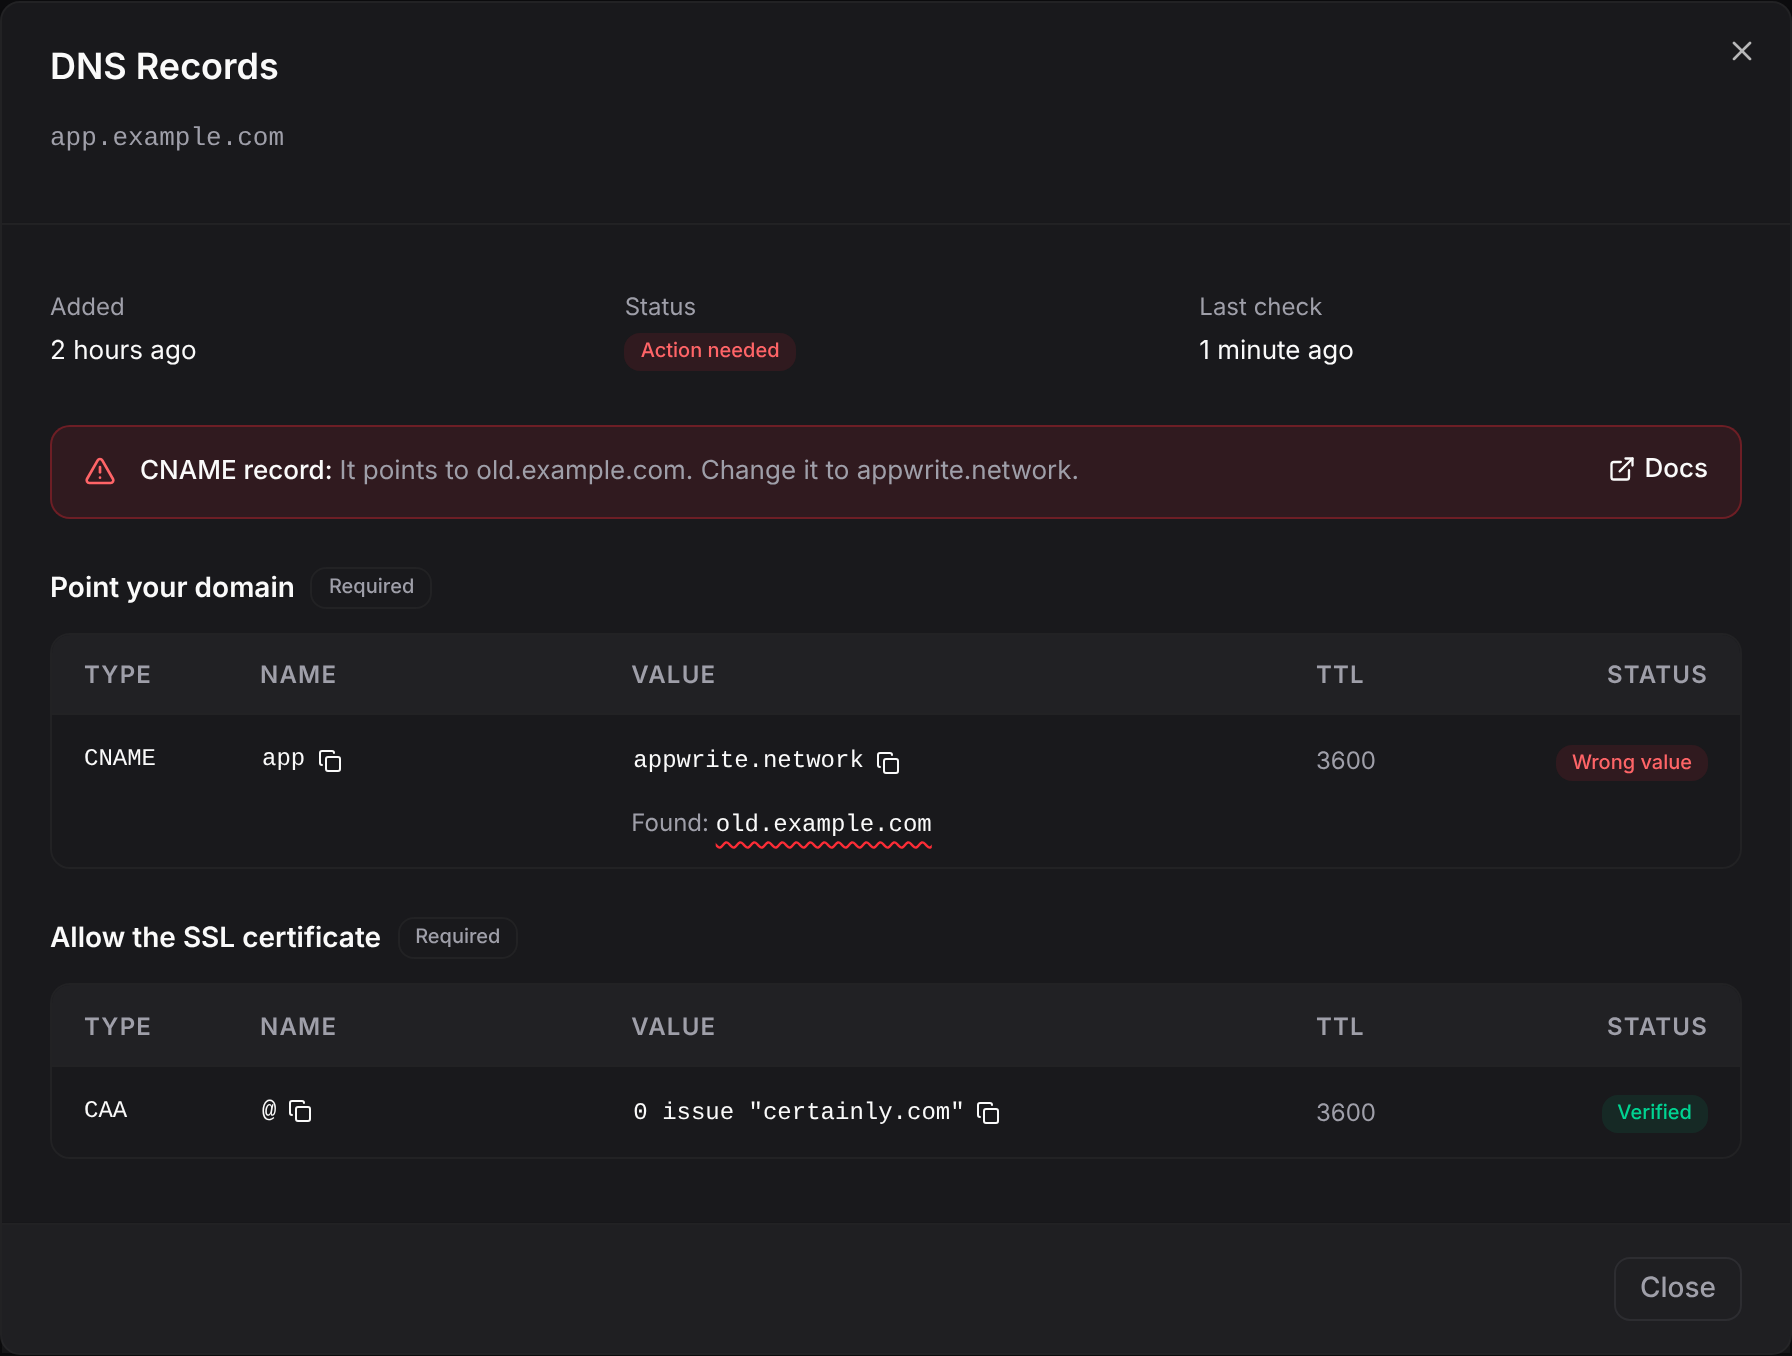 DNS Records
app.example.com
Added
Status
Last check
2 hours ago
Action needed
1 minute ago
CNAME record: It points to old.example.com. Change it to appwrite.network.
Docs
Point your domain
Required
TYPE NAME VALUE TTL STATUS
CNAME app appwrite.network 3600 Wrong value
Found: old.example.com
Allow the SSL certificate
Required
TYPE NAME VALUE TTL STATUS
CAA @ 0 issue "certainly.com" 3600 Verified
Close